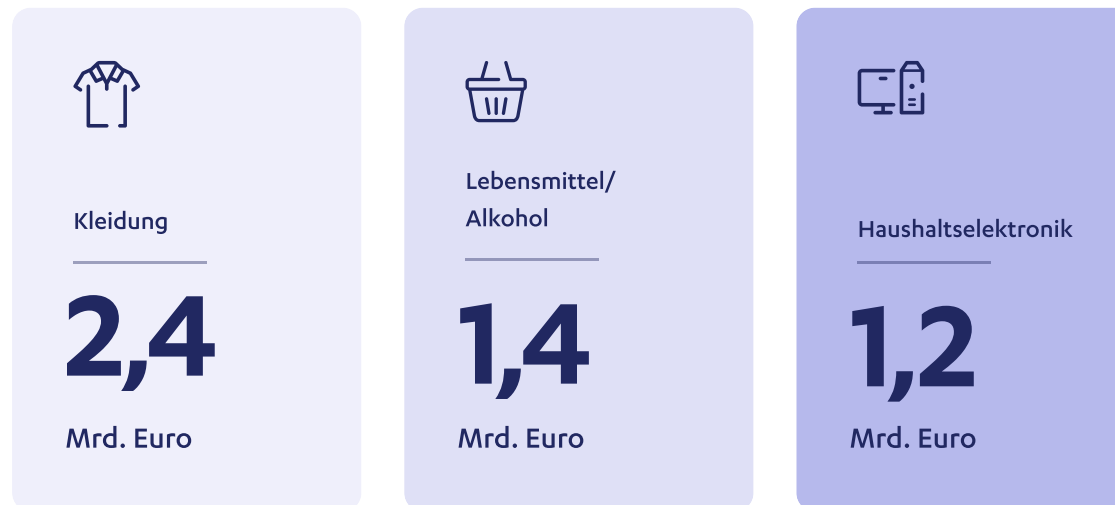 Kleidung
2,4
Mrd. Euro
Lebensmittel/
Alkohol
1,4
Mrd. Euro
Haushaltselektronik
1,2
Mrd. Euro